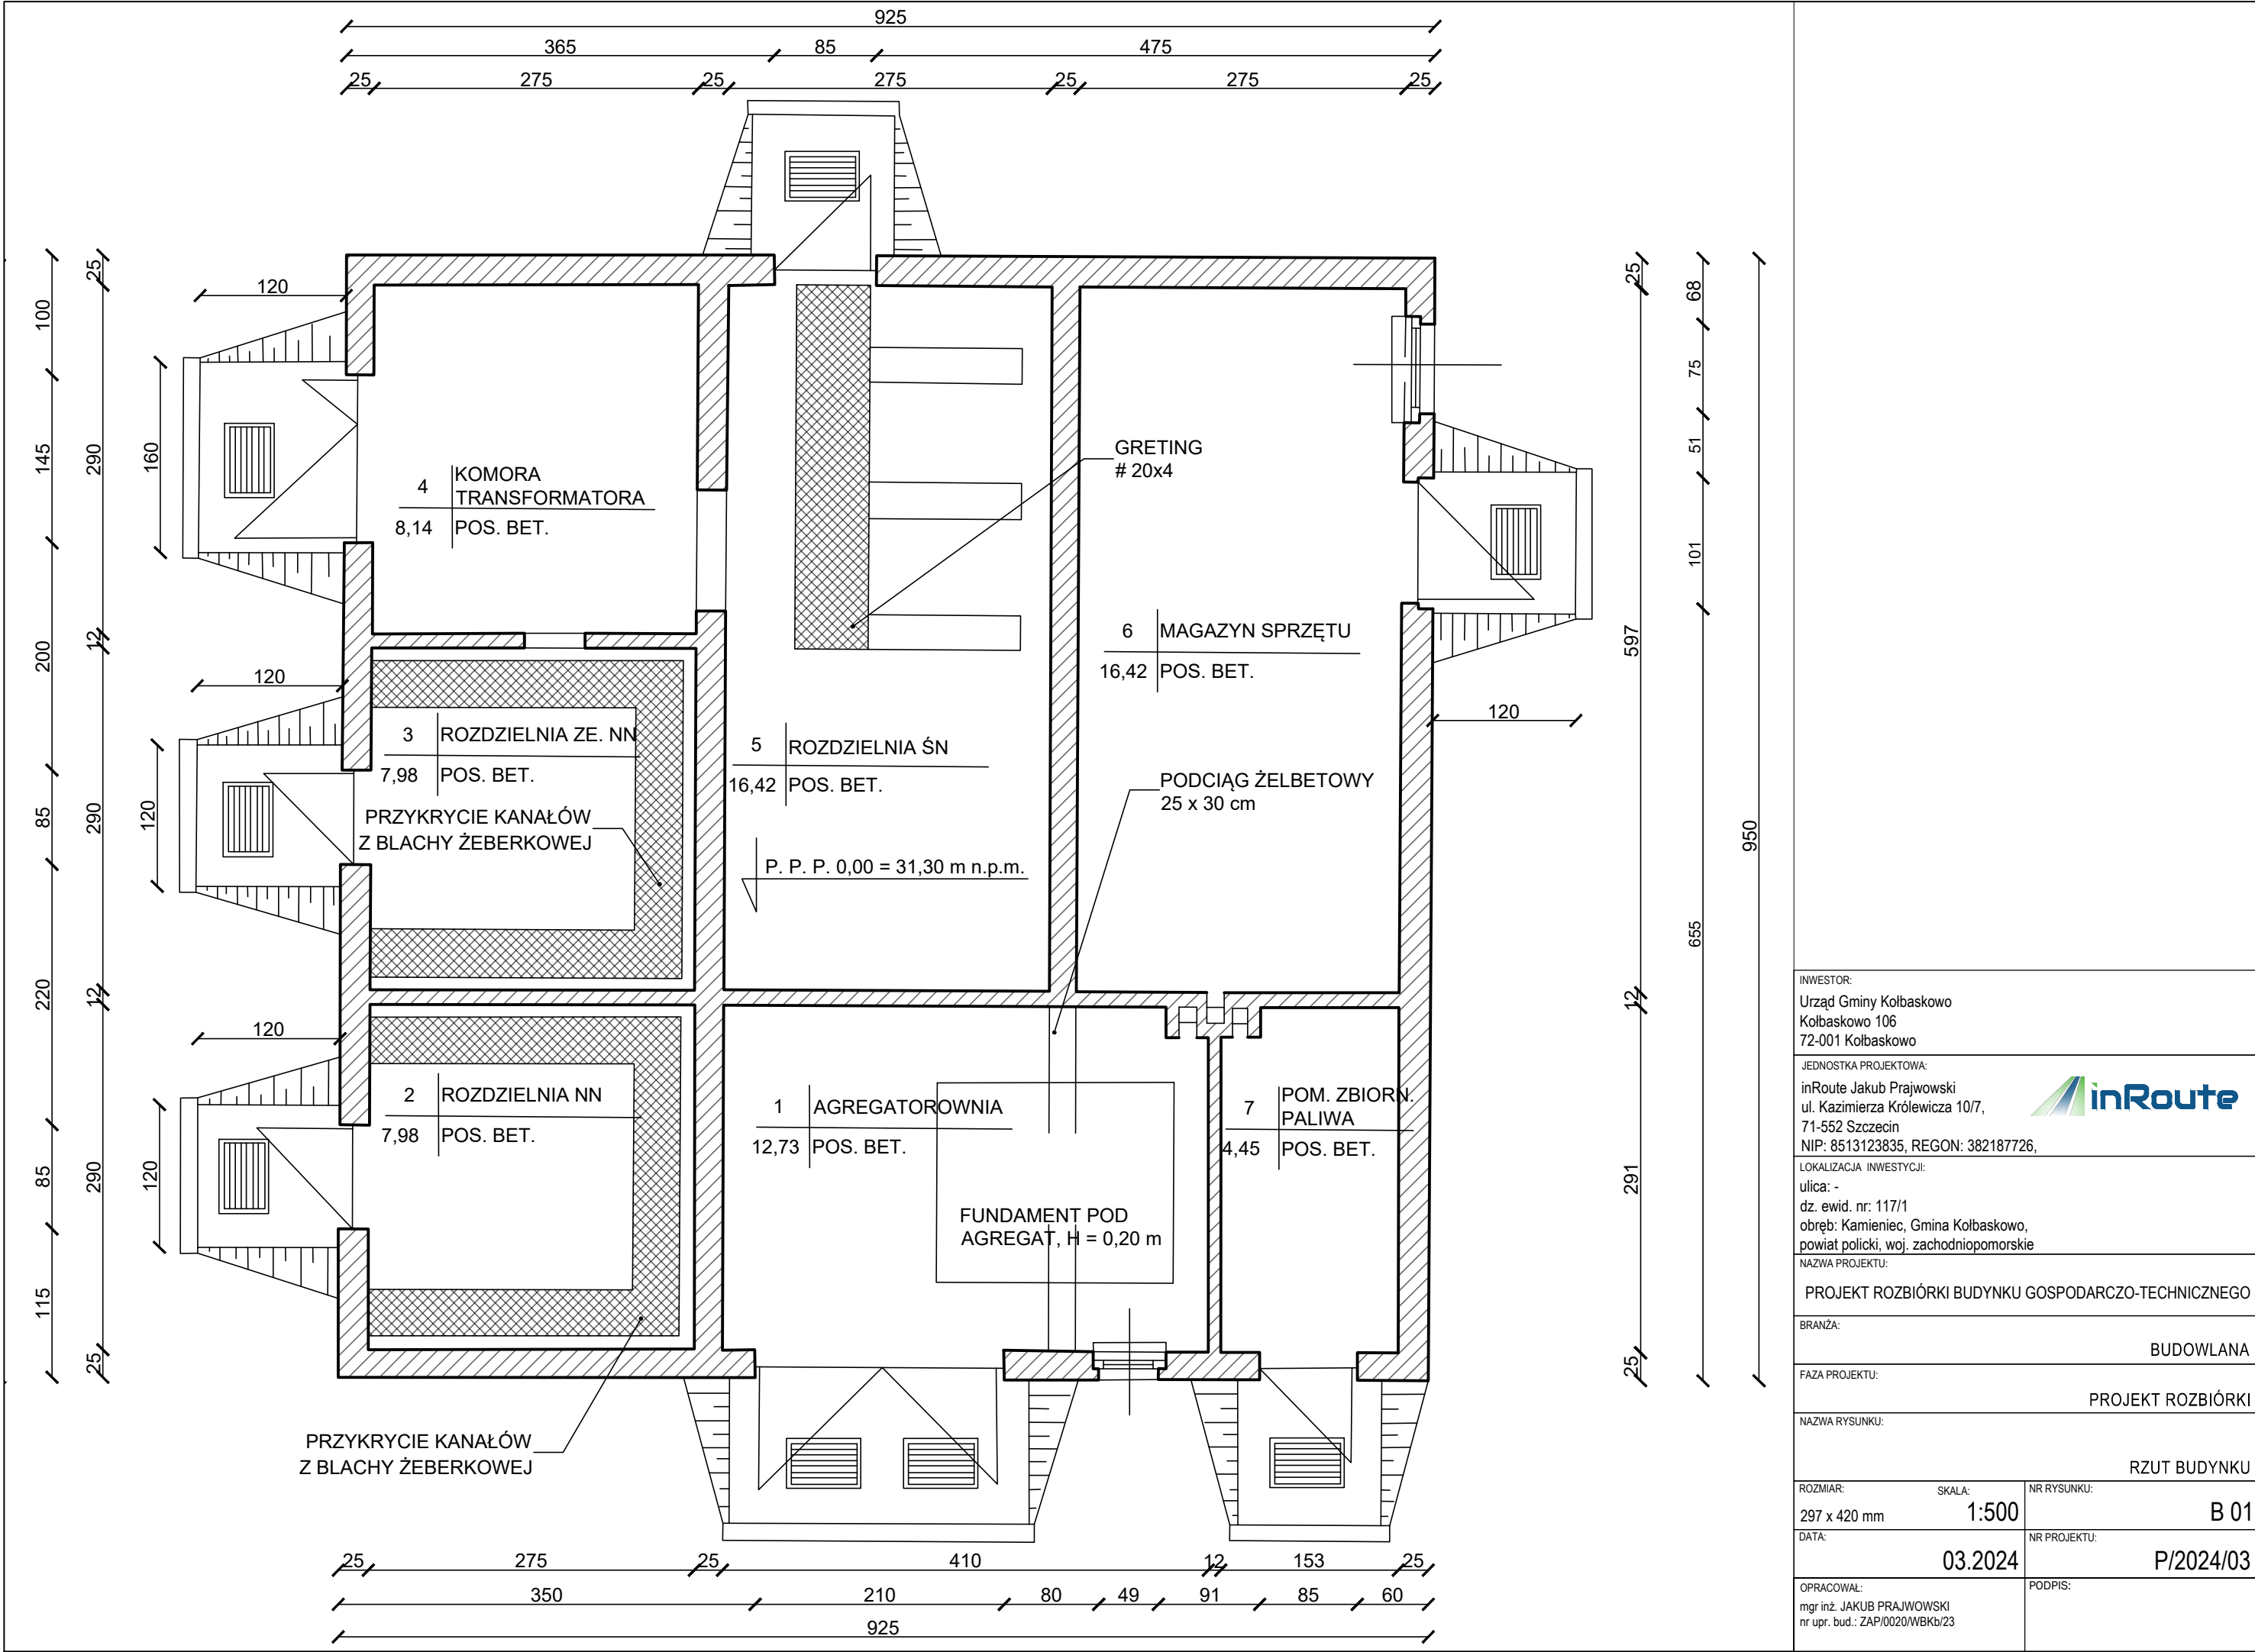 925
365 85 475
25 275 25 275 25 275 25
120
100
145
200
85
220
85
115
25
290
12
290
12
290
25
160
120
120
120
120
4 KOMORA
TRANSFORMATORA
8,14 POS. BET.
GRETING
# 20x4
6 MAGAZYN SPRZĘTU
16,42 POS. BET.
3 ROZDZIELNIA ZE. NN
7,98 POS. BET.
PRZYKRYCIE KANAŁÓW
Z BLACHY ŻEBERKOWEJ
5 ROZDZIELNIA ŚN
16,42 POS. BET.
P. P. P. 0,00 = 31,30 m n.p.m.
PODCIĄG ŻELBETOWY
25 x 30 cm
2 ROZDZIELNIA NN
7,98 POS. BET.
1 AGREGATOROWNIA
12,73 POS. BET.
7 POM. ZBIORN.
PALIWA
4,45 POS. BET.
FUNDAMENT POD
AGREGAT, H = 0,20 m
PRZYKRYCIE KANAŁÓW
Z BLACHY ŻEBERKOWEJ
120
25
597
12
291
25
68
75
51
101
655
950
25 275 25 410 12 153 25
350 210 80 49 91 85 60
925
INWESTOR:
Urząd Gminy Kołbaskowo
Kołbaskowo 106
72-001 Kołbaskowo
JEDNOSTKA PROJEKTOWA:
inRoute Jakub Prajwowski
ul. Kazimierza Królewicza 10/7,
71-552 Szczecin
NIP: 8513123835, REGON: 382187726,
inRoute
LOKALIZACJA INWESTYCJI:
ulica: -
dz. ewid. nr: 117/1
obręb: Kamieniec, Gmina Kołbaskowo,
powiat policki, woj. zachodniopomorskie
NAZWA PROJEKTU:
PROJEKT ROZBIÓRKI BUDYNKU GOSPODARCZO-TECHNICZNEGO
BRANŻA:
BUDOWLANA
FAZA PROJEKTU:
PROJEKT ROZBIÓRKI
NAZWA RYSUNKU:
RZUT BUDYNKU
ROZMIAR: SKALA: NR RYSUNKU:
297 x 420 mm 1:500 B 01
DATA: NR PROJEKTU:
03.2024 P/2024/03
OPRACOWAŁ: PODPIS:
mgr inż. JAKUB PRAJWOWSKI
nr upr. bud.: ZAP/0020/WBKb/23